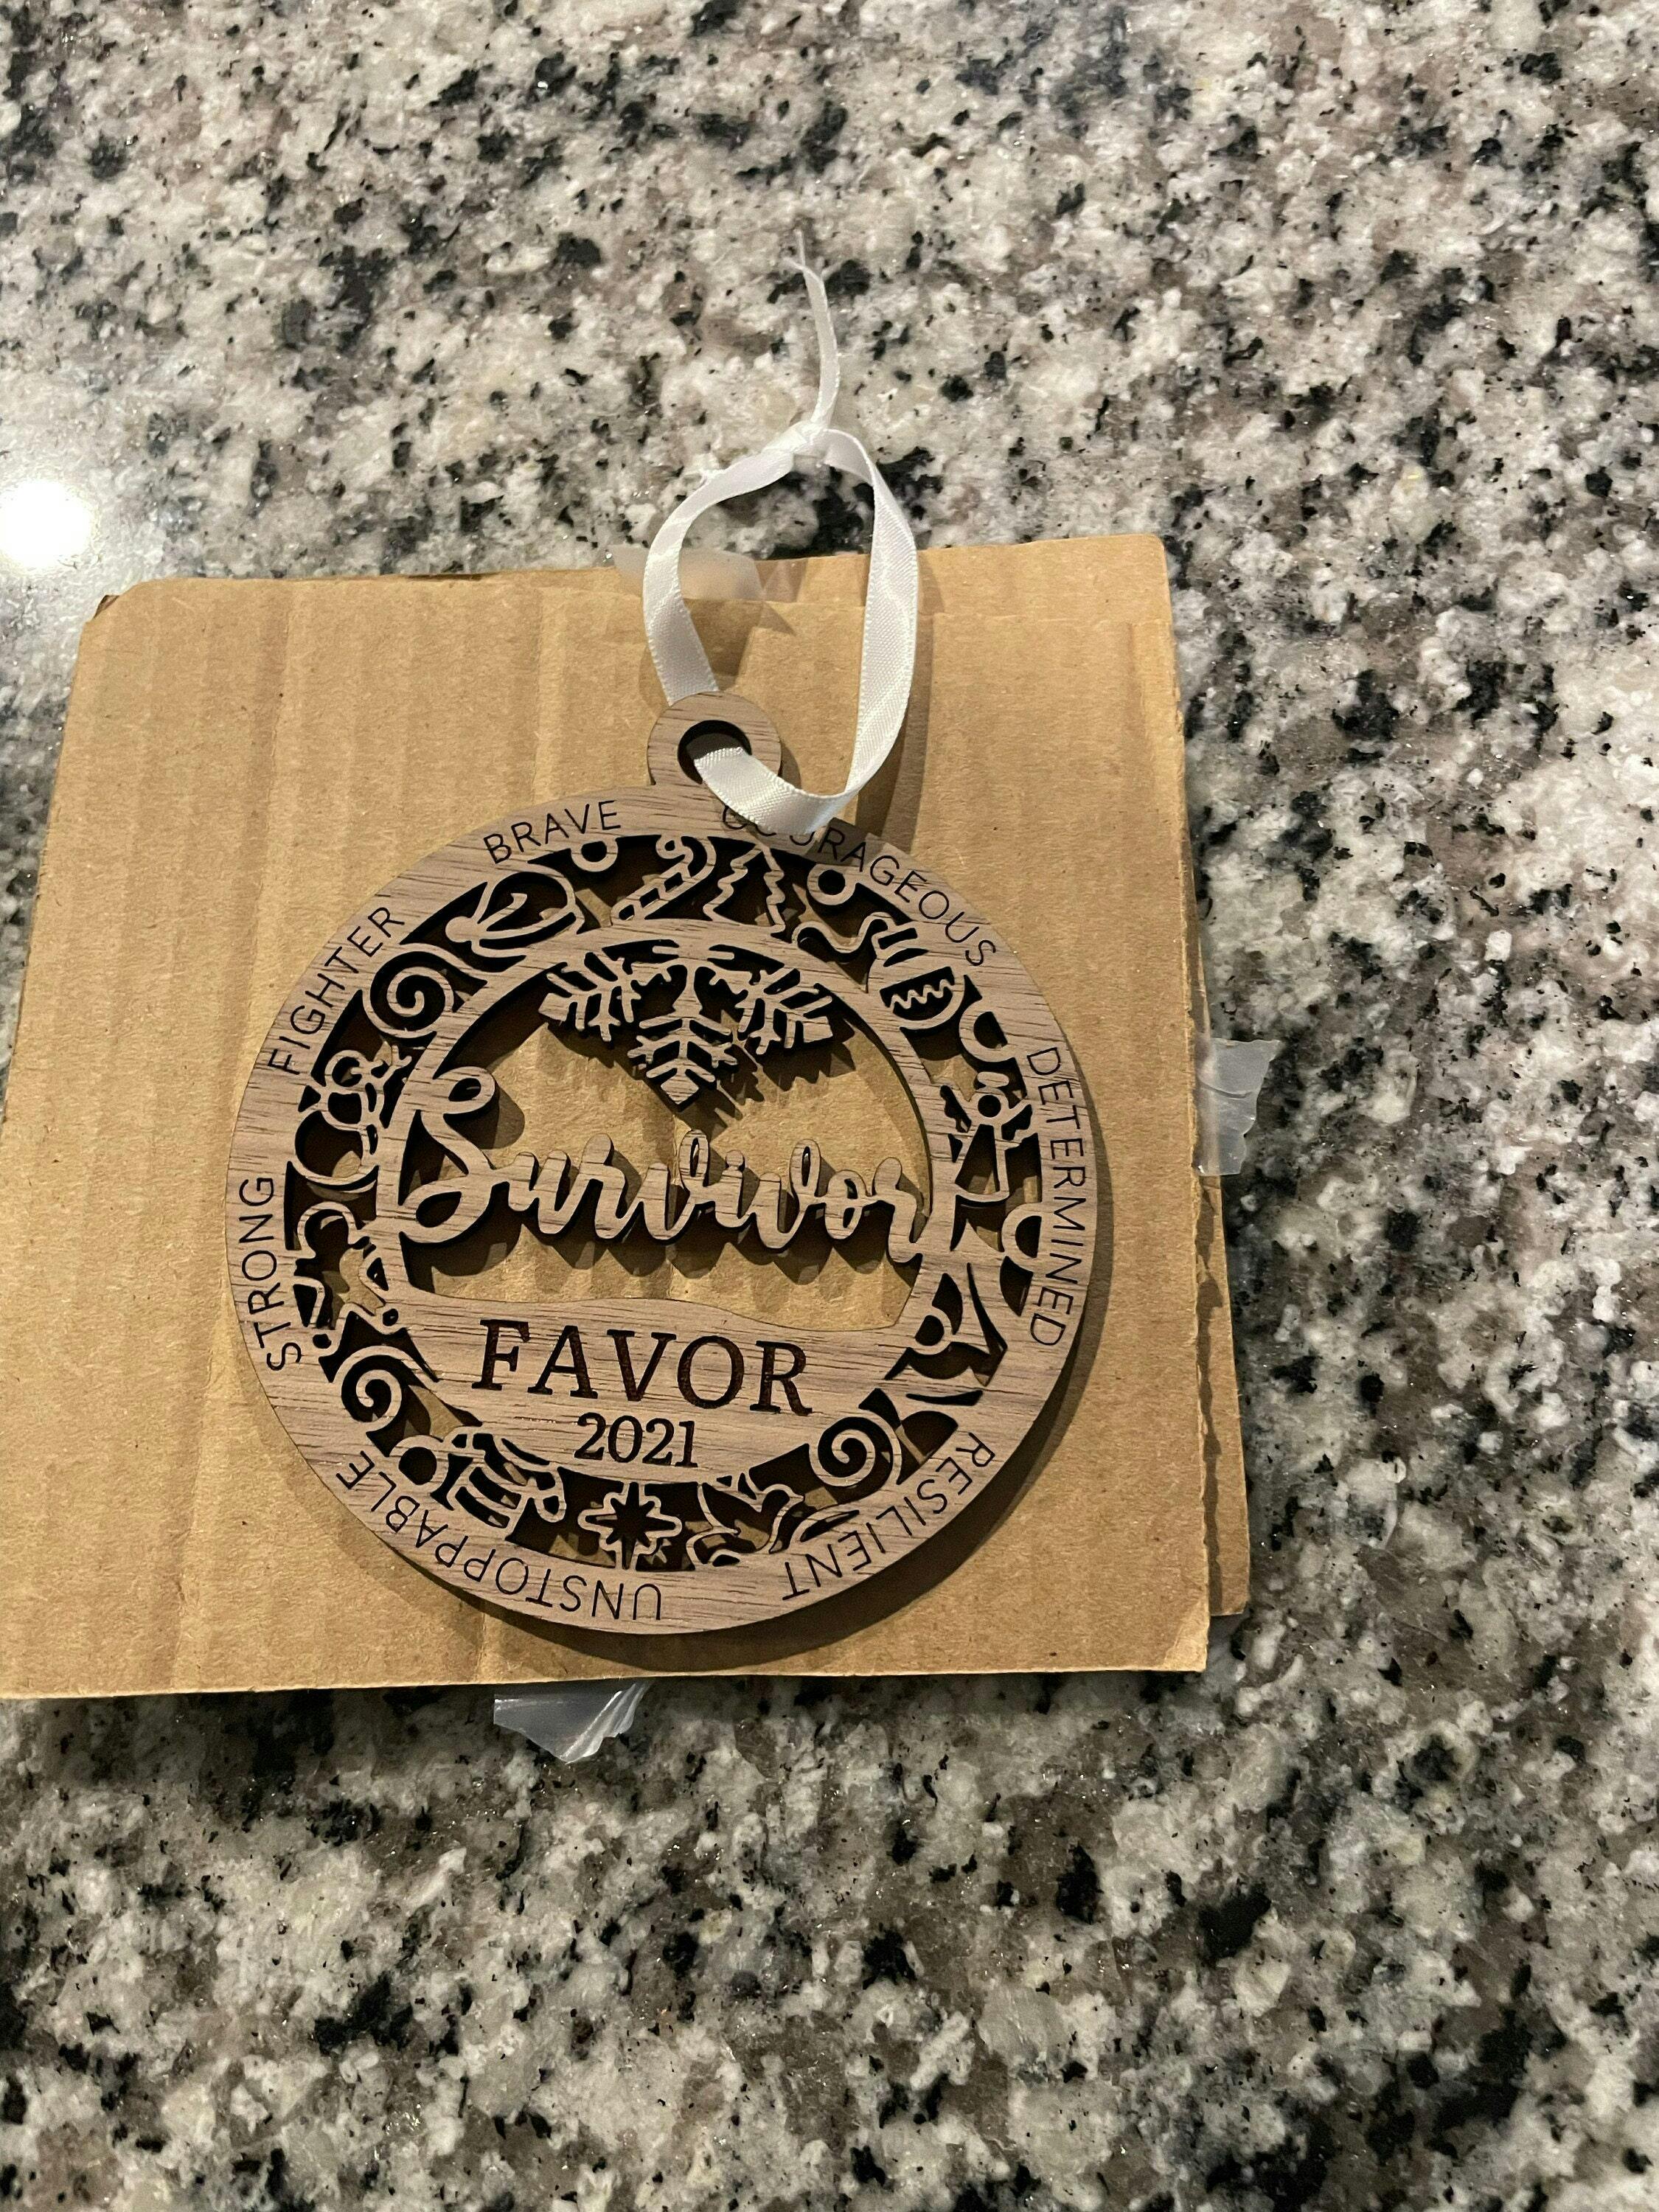 BRAVE
COURAGEOUS
DETERMINED
RESILIENT
UNSTOPPABLE
STRONG
FIGHTER
Survivor
FAVOR
2021